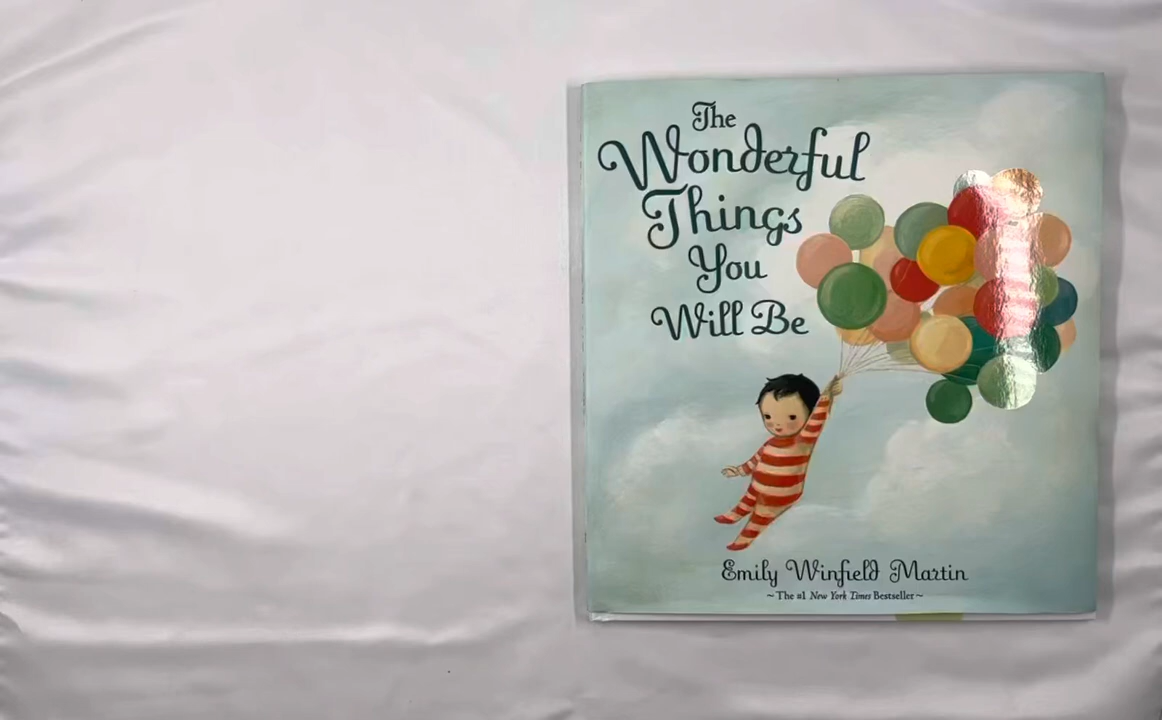 The
Wonderful
Things
You
Will Be
Emily Winfield Martin
~ The #1 New York Times Bestseller ~